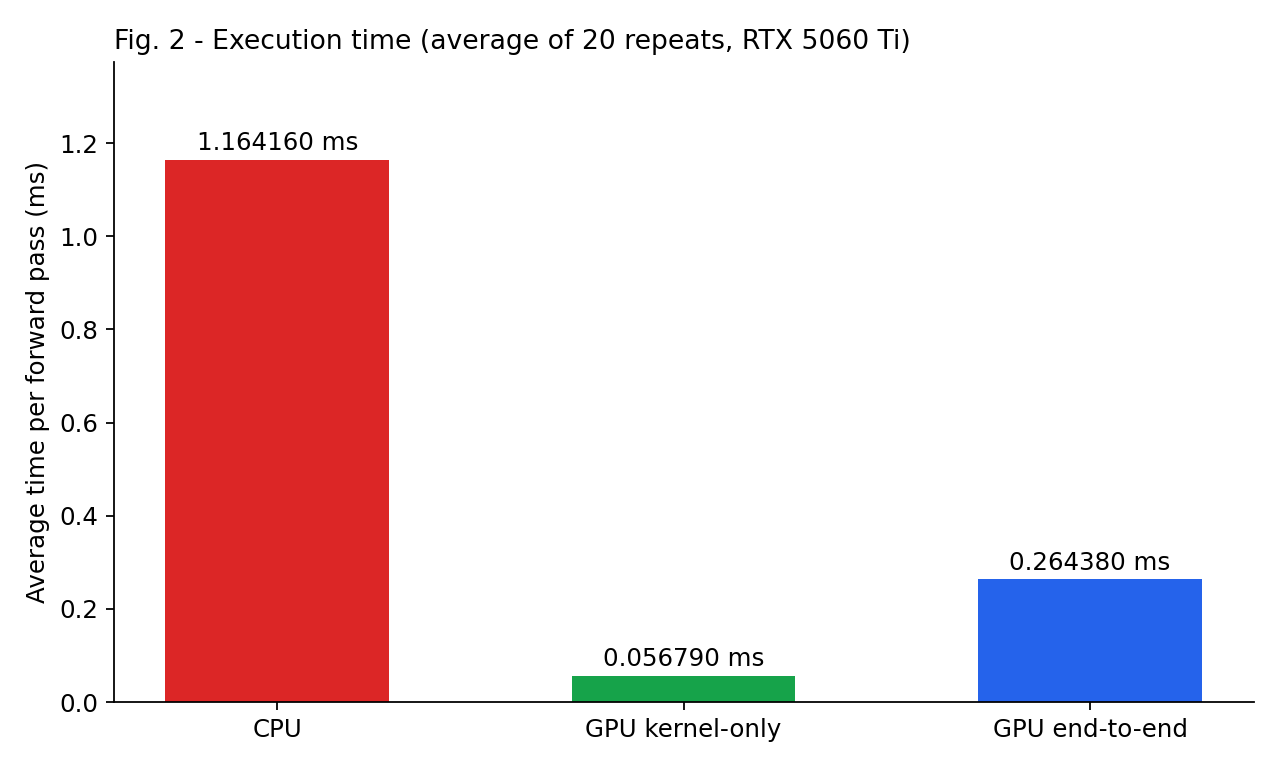 Fig. 2 - Execution time (average of 20 repeats, RTX 5060 Ti)
Average time per forward pass (ms)
1.2
1.0
0.8
0.6
0.4
0.2
0.0
1.164160 ms
0.056790 ms
0.264380 ms
CPU
GPU kernel-only
GPU end-to-end